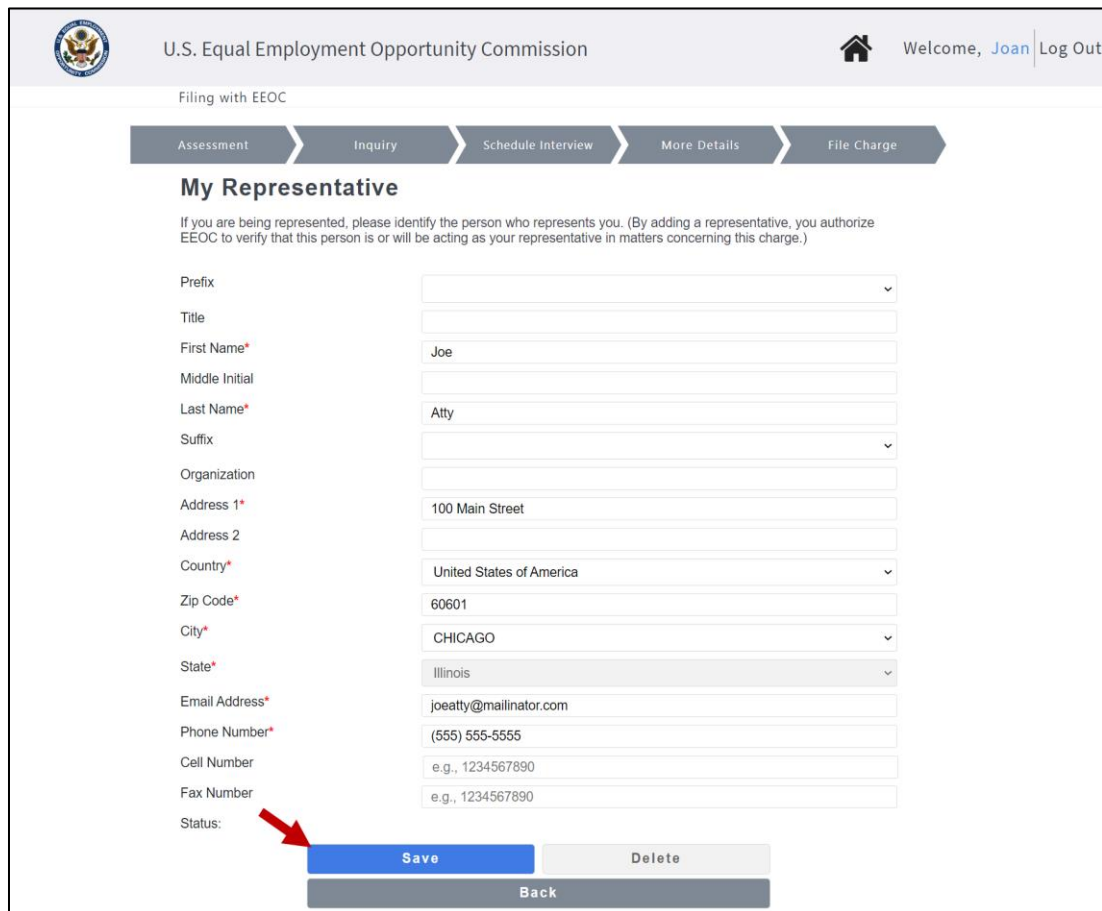 U.S. Equal Employment Opportunity Commission
Welcome, Joan Log Out
Filing with EEOC
Assessment
Inquiry
Schedule Interview
More Details
File Charge
My Representative
If you are being represented, please identify the person who represents you. (By adding a representative, you authorize
EEOC to verify that this person is or will be acting as your representative in matters concerning this charge.)
Prefix
Title
First Name* Joe
Middle Initial
Last Name* Atty
Suffix
Organization
Address 1* 100 Main Street
Address 2
Country* United States of America
Zip Code* 60601
City* CHICAGO
State* Illinois
Email Address* joeatty@mailinator.com
Phone Number* (555) 555-5555
Cell Number e.g., 1234567890
Fax Number e.g., 1234567890
Status:
Save Delete
Back